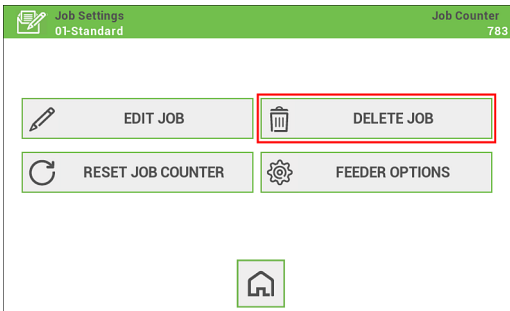 Job Settings
01-Standard
Job Counter
783
EDIT JOB
DELETE JOB
RESET JOB COUNTER
FEEDER OPTIONS